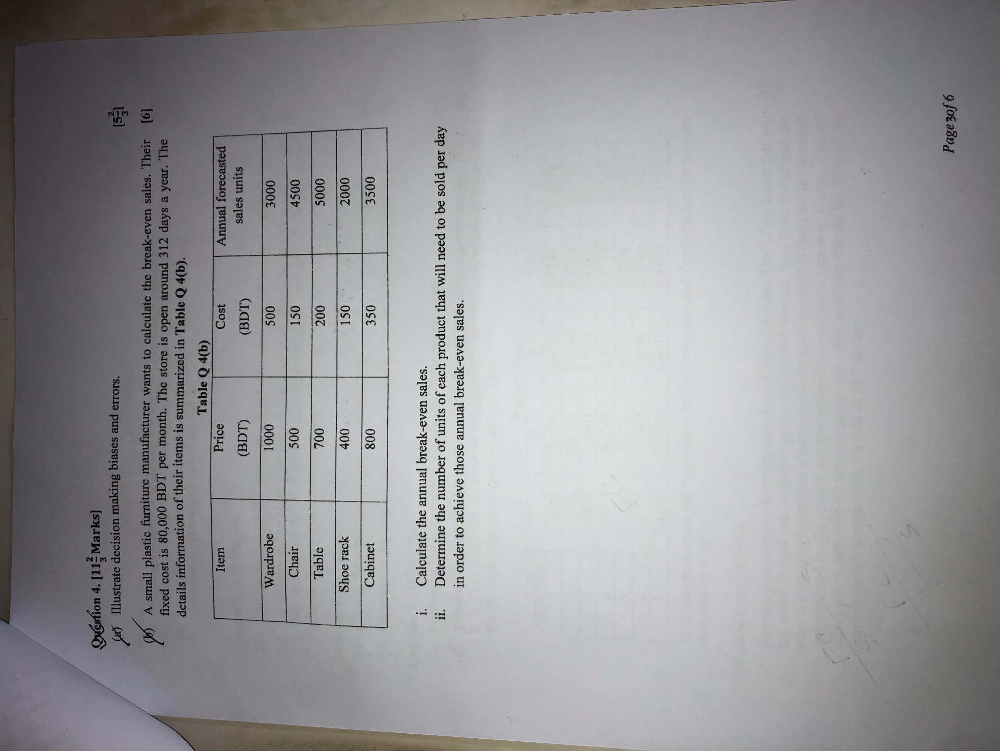 Question 4. [11 2/3 Marks]
(a) Illustrate decision making biases and errors. [5 2/3]
(b) A small plastic furniture manufacturer wants to calculate the break-even sales. Their [6]
fixed cost is 80,000 BDT per month. The store is open around 312 days a year. The
details information of their items is summarized in Table Q 4(b).
Table Q 4(b)
Item Price (BDT) Cost (BDT) Annual forecasted sales units
Wardrobe 1000 500 3000
Chair 500 150 4500
Table 700 200 5000
Shoe rack 400 150 2000
Cabinet 800 350 3500
i. Calculate the annual break-even sales.
ii. Determine the number of units of each product that will need to be sold per day
in order to achieve those annual break-even sales.
Page 3of 6